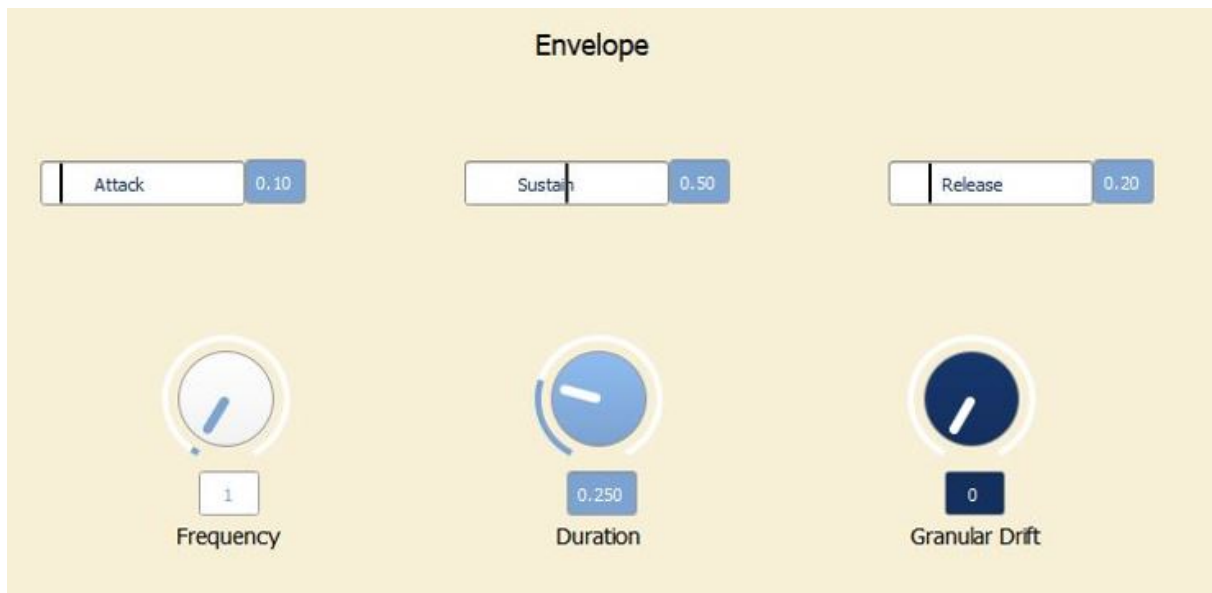 Envelope
Attack 0.10 Sustain 0.50 Release 0.20
1 0.250 0
Frequency Duration Granular Drift